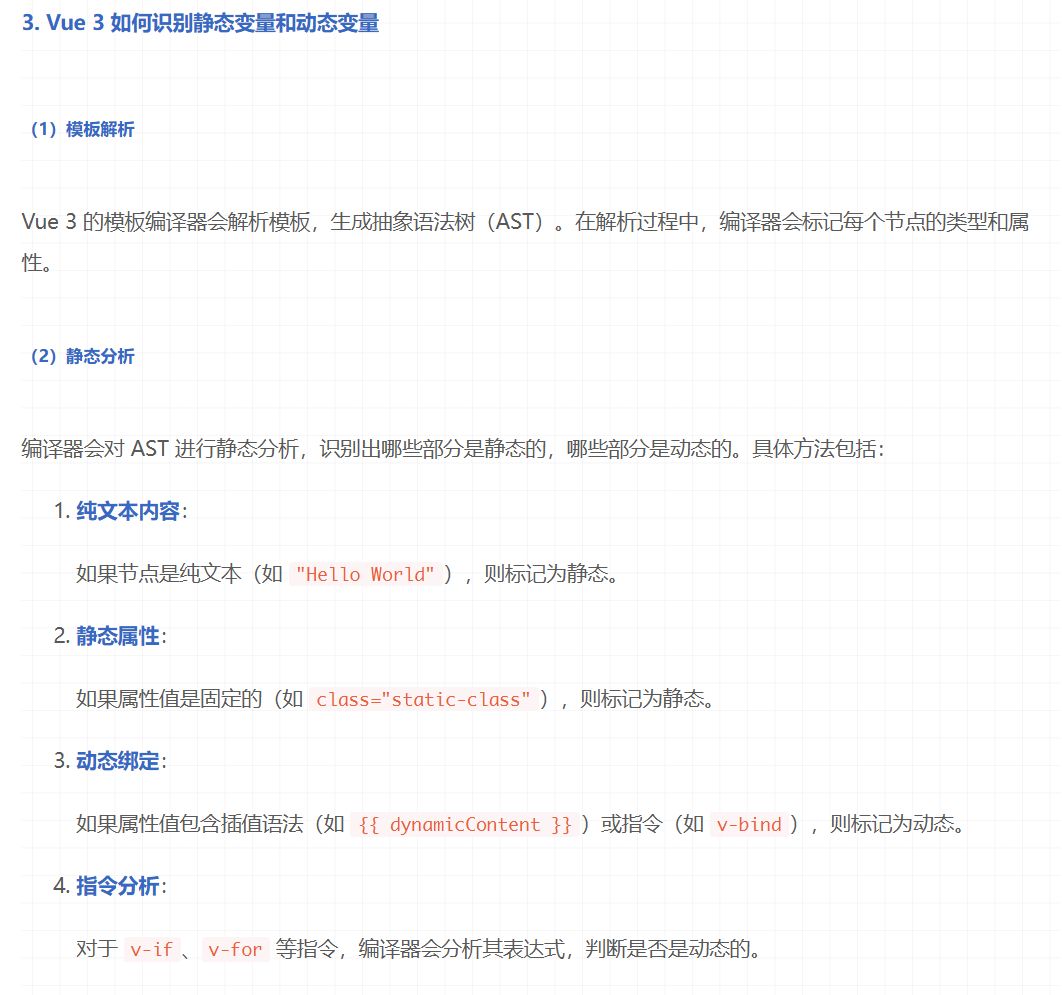 3. Vue 3 如何识别静态变量和动态变量
（1）模板解析
Vue 3 的模板编译器会解析模板，生成抽象语法树（AST）。在解析过程中，编译器会标记每个节点的类型和属
性。
（2）静态分析
编译器会对 AST 进行静态分析，识别出哪些部分是静态的，哪些部分是动态的。具体方法包括：
1. 纯文本内容：
如果节点是纯文本（如 "Hello World" ），则标记为静态。
2. 静态属性：
如果属性值是固定的（如 class="static-class" ），则标记为静态。
3. 动态绑定：
如果属性值包含插值语法（如 {{ dynamicContent }} ）或指令（如 v-bind ），则标记为动态。
4. 指令分析：
对于 v-if 、 v-for 等指令，编译器会分析其表达式，判断是否是动态的。